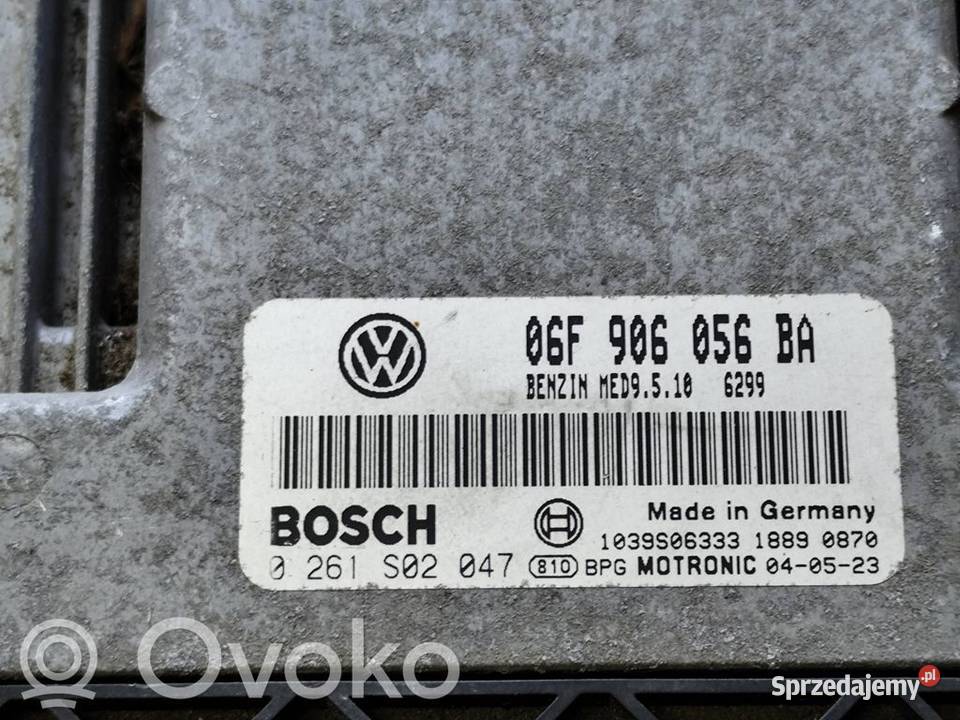 06F 906 056 BA
BENZIN MED9.5.10 6299
BOSCH
Made in Germany
1039S06333 1889 0870
0 261 S02 047 810 BPG MOTRONIC 04-05-23
Ovoko
Sprzedajemy.pl